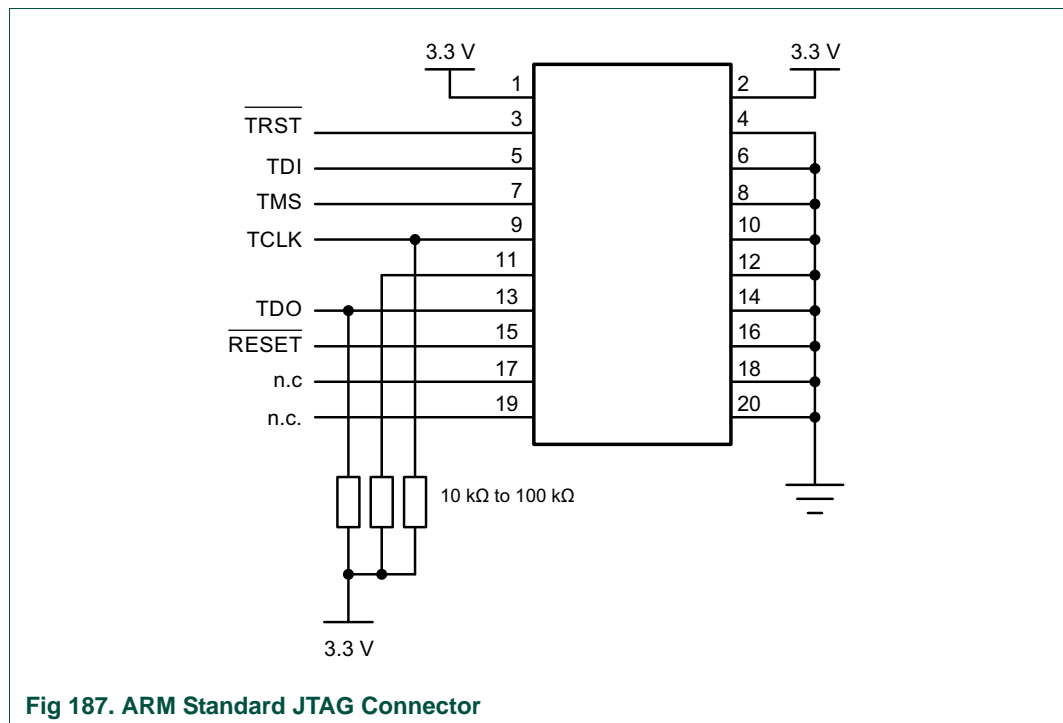 3.3 V
3.3 V
1
2
TRST
3
4
TDI
5
6
TMS
7
8
TCLK
9
10
11
12
TDO
13
14
RESET
15
16
n.c
17
18
n.c.
19
20
10 kΩ to 100 kΩ
3.3 V
Fig 187. ARM Standard JTAG Connector